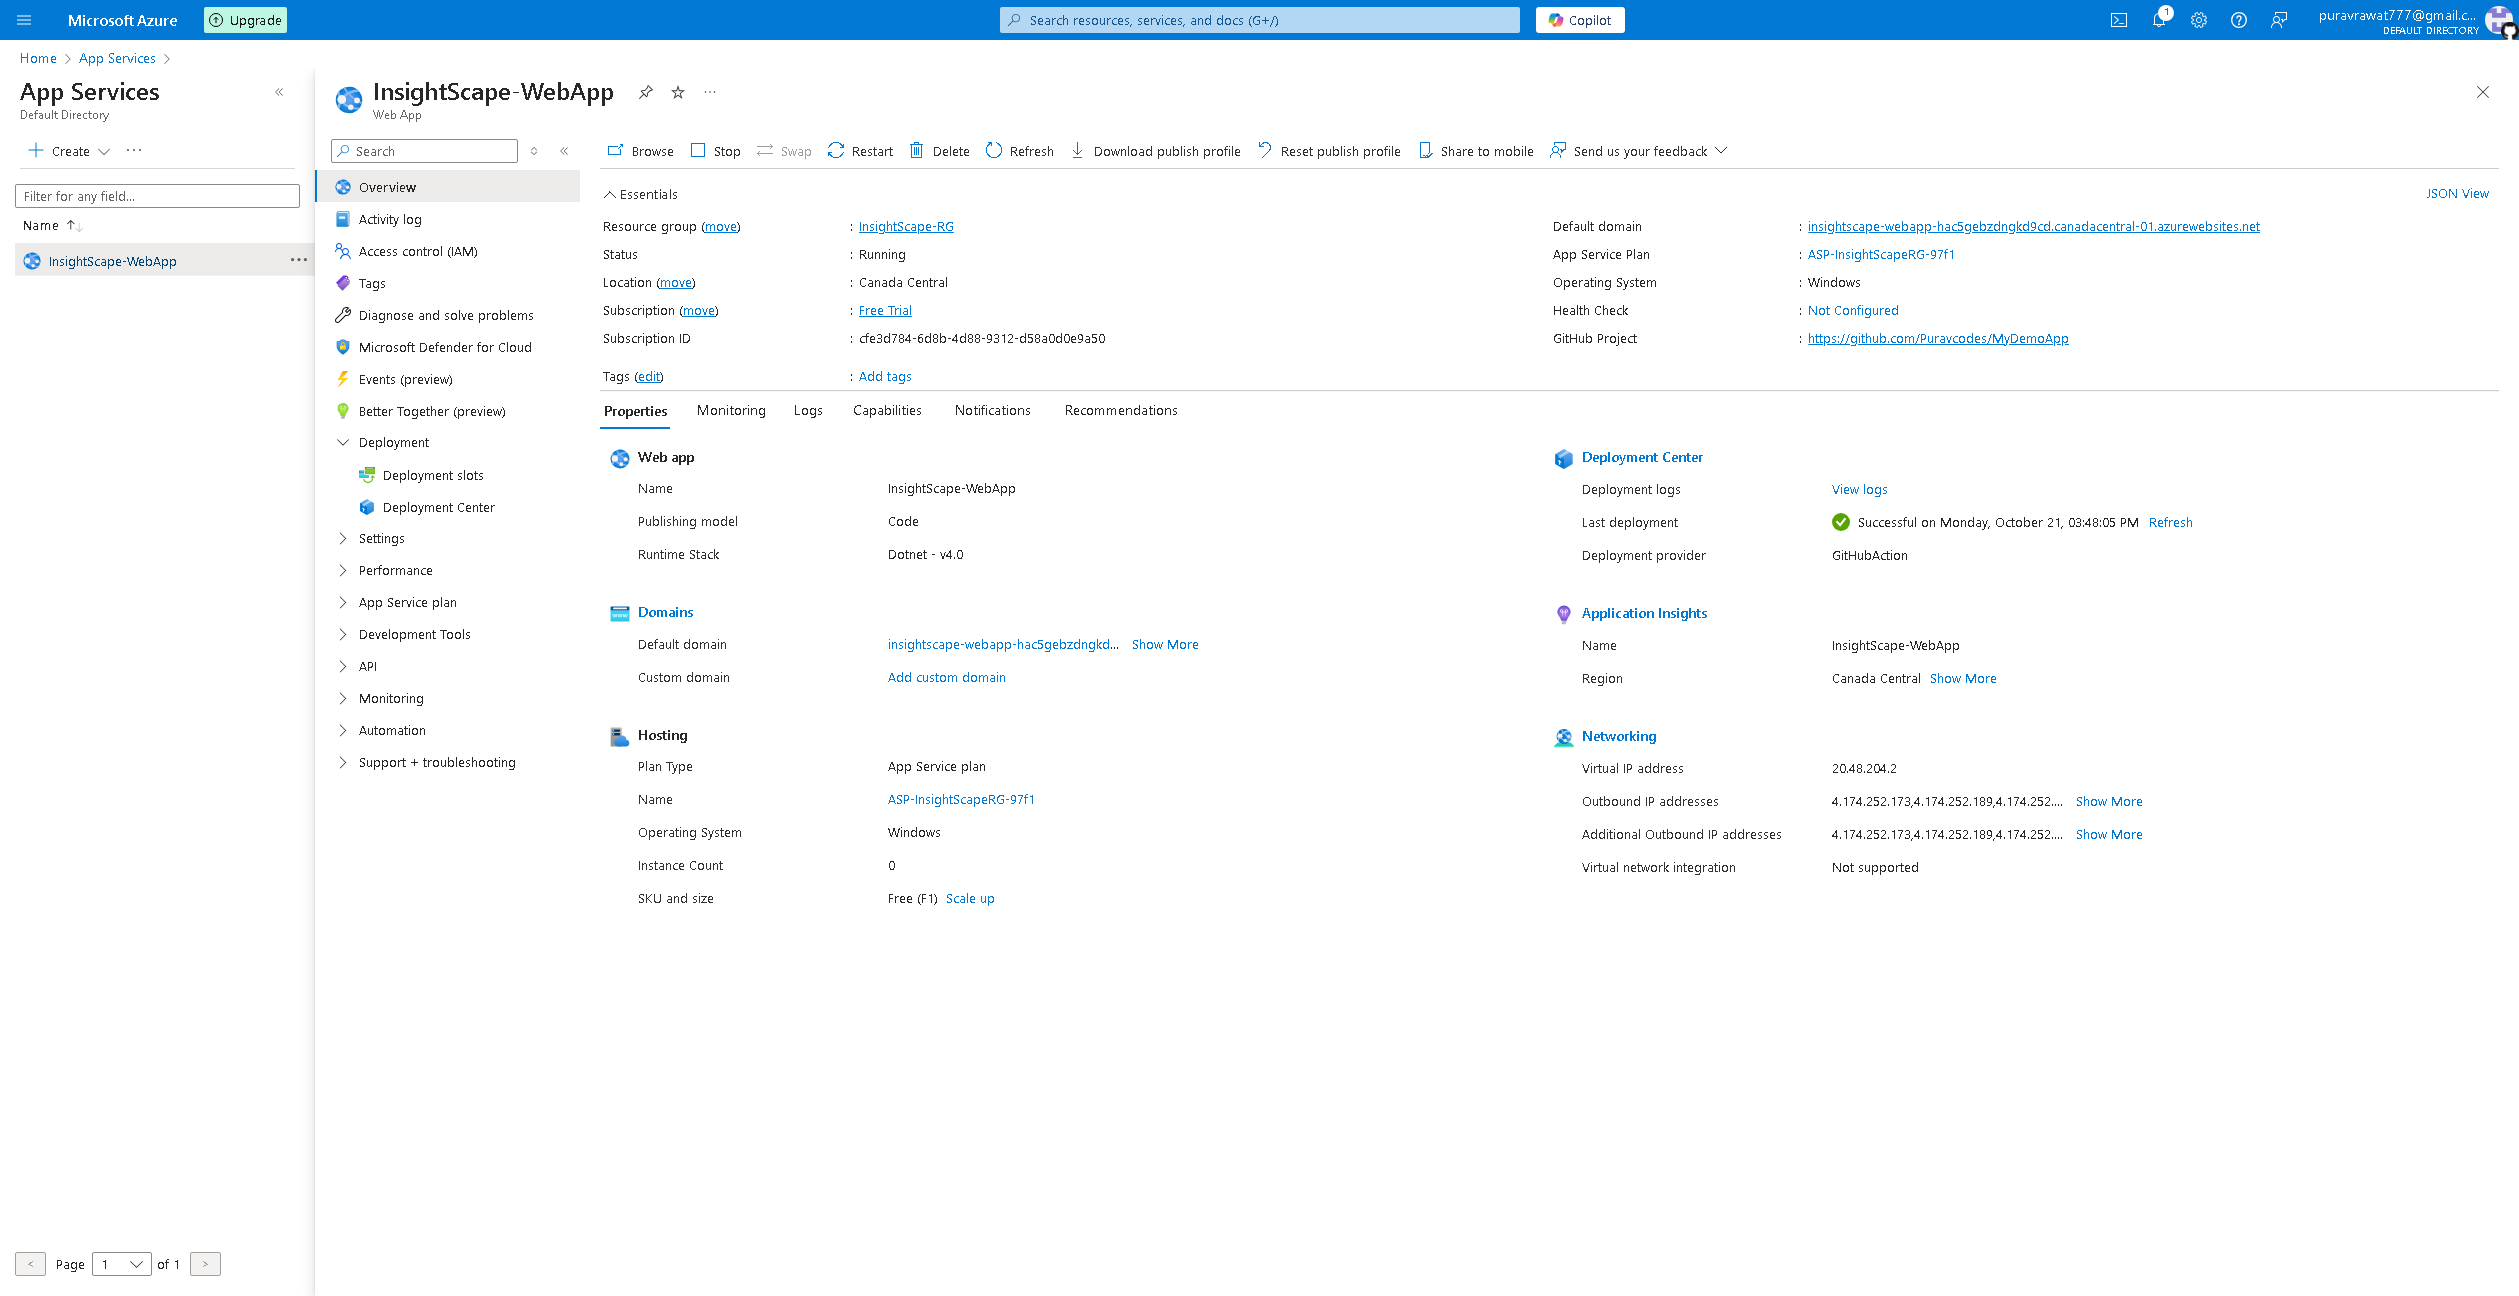 Microsoft Azure
Upgrade
Search resources, services, and docs (G+/)
Copilot
1
puravrawat777@gmail.c...
DEFAULT DIRECTORY
Home > App Services >
App Services
Default Directory
Create
Filter for any field...
Name
InsightScape-WebApp
< Page 1 of 1 >
InsightScape-WebApp
Web App
Search
Overview
Activity log
Access control (IAM)
Tags
Diagnose and solve problems
Microsoft Defender for Cloud
Events (preview)
Better Together (preview)
Deployment
Deployment slots
Deployment Center
Settings
Performance
App Service plan
Development Tools
API
Monitoring
Automation
Support + troubleshooting
Browse Stop Swap Restart Delete Refresh Download publish profile Reset publish profile Share to mobile Send us your feedback
Essentials
JSON View
Resource group (move) : InsightScape-RG
Status : Running
Location (move) : Canada Central
Subscription (move) : Free Trial
Subscription ID : cfe3d784-6d8b-4d88-9312-d58a0d0e9a50
Default domain : insightscape-webapp-hac5gebzdngkd9cd.canadacentral-01.azurewebsites.net
App Service Plan : ASP-InsightScapeRG-97f1
Operating System : Windows
Health Check : Not Configured
GitHub Project : https://github.com/Puravcodes/MyDemoApp
Tags (edit) : Add tags
Properties Monitoring Logs Capabilities Notifications Recommendations
Web app
Name InsightScape-WebApp
Publishing model Code
Runtime Stack Dotnet - v4.0
Domains
Default domain insightscape-webapp-hac5gebzdngkd... Show More
Custom domain Add custom domain
Hosting
Plan Type App Service plan
Name ASP-InsightScapeRG-97f1
Operating System Windows
Instance Count 0
SKU and size Free (F1) Scale up
Deployment Center
Deployment logs View logs
Last deployment Successful on Monday, October 21, 03:48:05 PM Refresh
Deployment provider GitHubAction
Application Insights
Name InsightScape-WebApp
Region Canada Central Show More
Networking
Virtual IP address 20.48.204.2
Outbound IP addresses 4.174.252.173,4.174.252.189,4.174.252.... Show More
Additional Outbound IP addresses 4.174.252.173,4.174.252.189,4.174.252.... Show More
Virtual network integration Not supported